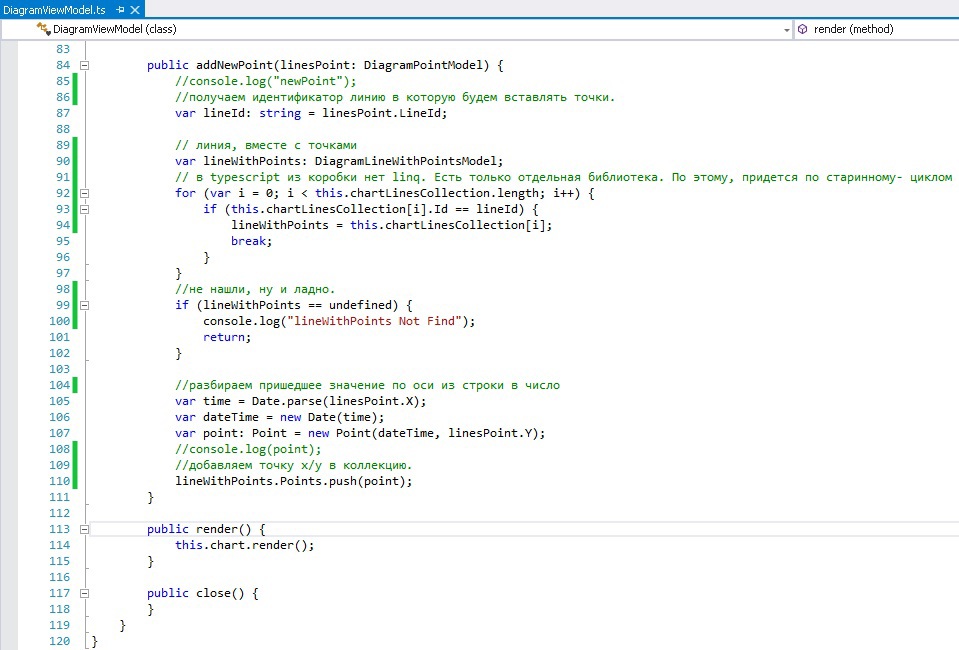 DiagramViewModel.ts
DiagramViewModel (class)
render (method)
83
84 public addNewPoint(linesPoint: DiagramPointModel) {
85 //console.log("newPoint");
86 //получаем идентификатор линию в которую будем вставлять точки.
87 var lineId: string = linesPoint.LineId;
88
89 // линия, вместе с точками
90 var lineWithPoints: DiagramLineWithPointsModel;
91 // в typescript из коробки нет linq. Есть только отдельная библиотека. По этому, придется по старинному- циклом
92 for (var i = 0; i < this.chartLinesCollection.length; i++) {
93 if (this.chartLinesCollection[i].Id == lineId) {
94 lineWithPoints = this.chartLinesCollection[i];
95 break;
96 }
97 }
98 //не нашли, ну и ладно.
99 if (lineWithPoints == undefined) {
100 console.log("lineWithPoints Not Find");
101 return;
102 }
103
104 //разбираем пришедшее значение по оси из строки в число
105 var time = Date.parse(linesPoint.X);
106 var dateTime = new Date(time);
107 var point: Point = new Point(dateTime, linesPoint.Y);
108 //console.log(point);
109 //добавляем точку x/y в коллекцию.
110 lineWithPoints.Points.push(point);
111 }
112
113 public render() {
114 this.chart.render();
115 }
116
117 public close() {
118 }
119 }
120 }